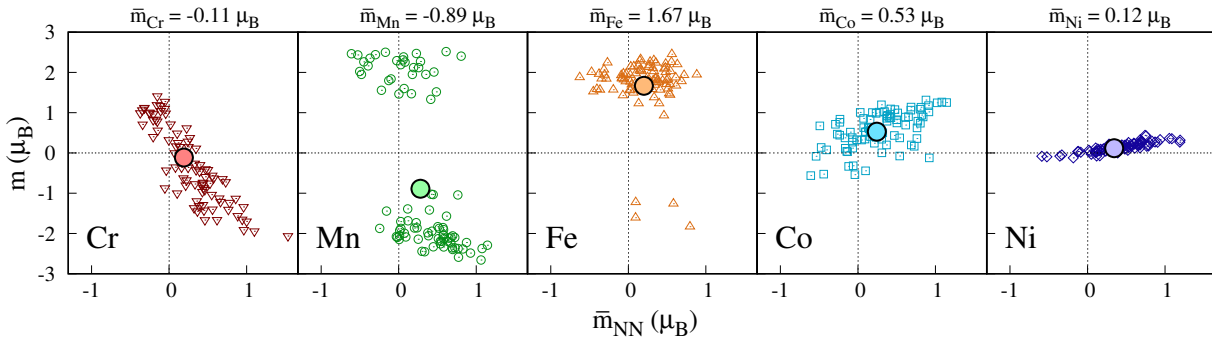 m̄Cr = -0.11 μB m̄Mn = -0.89 μB m̄Fe = 1.67 μB m̄Co = 0.53 μB m̄Ni = 0.12 μB
3
2
1
0
-1
-2
-3
m (μB)
Cr Mn Fe Co Ni
-1 0 1 -1 0 1 -1 0 1 -1 0 1 -1 0 1
m̄NN (μB)